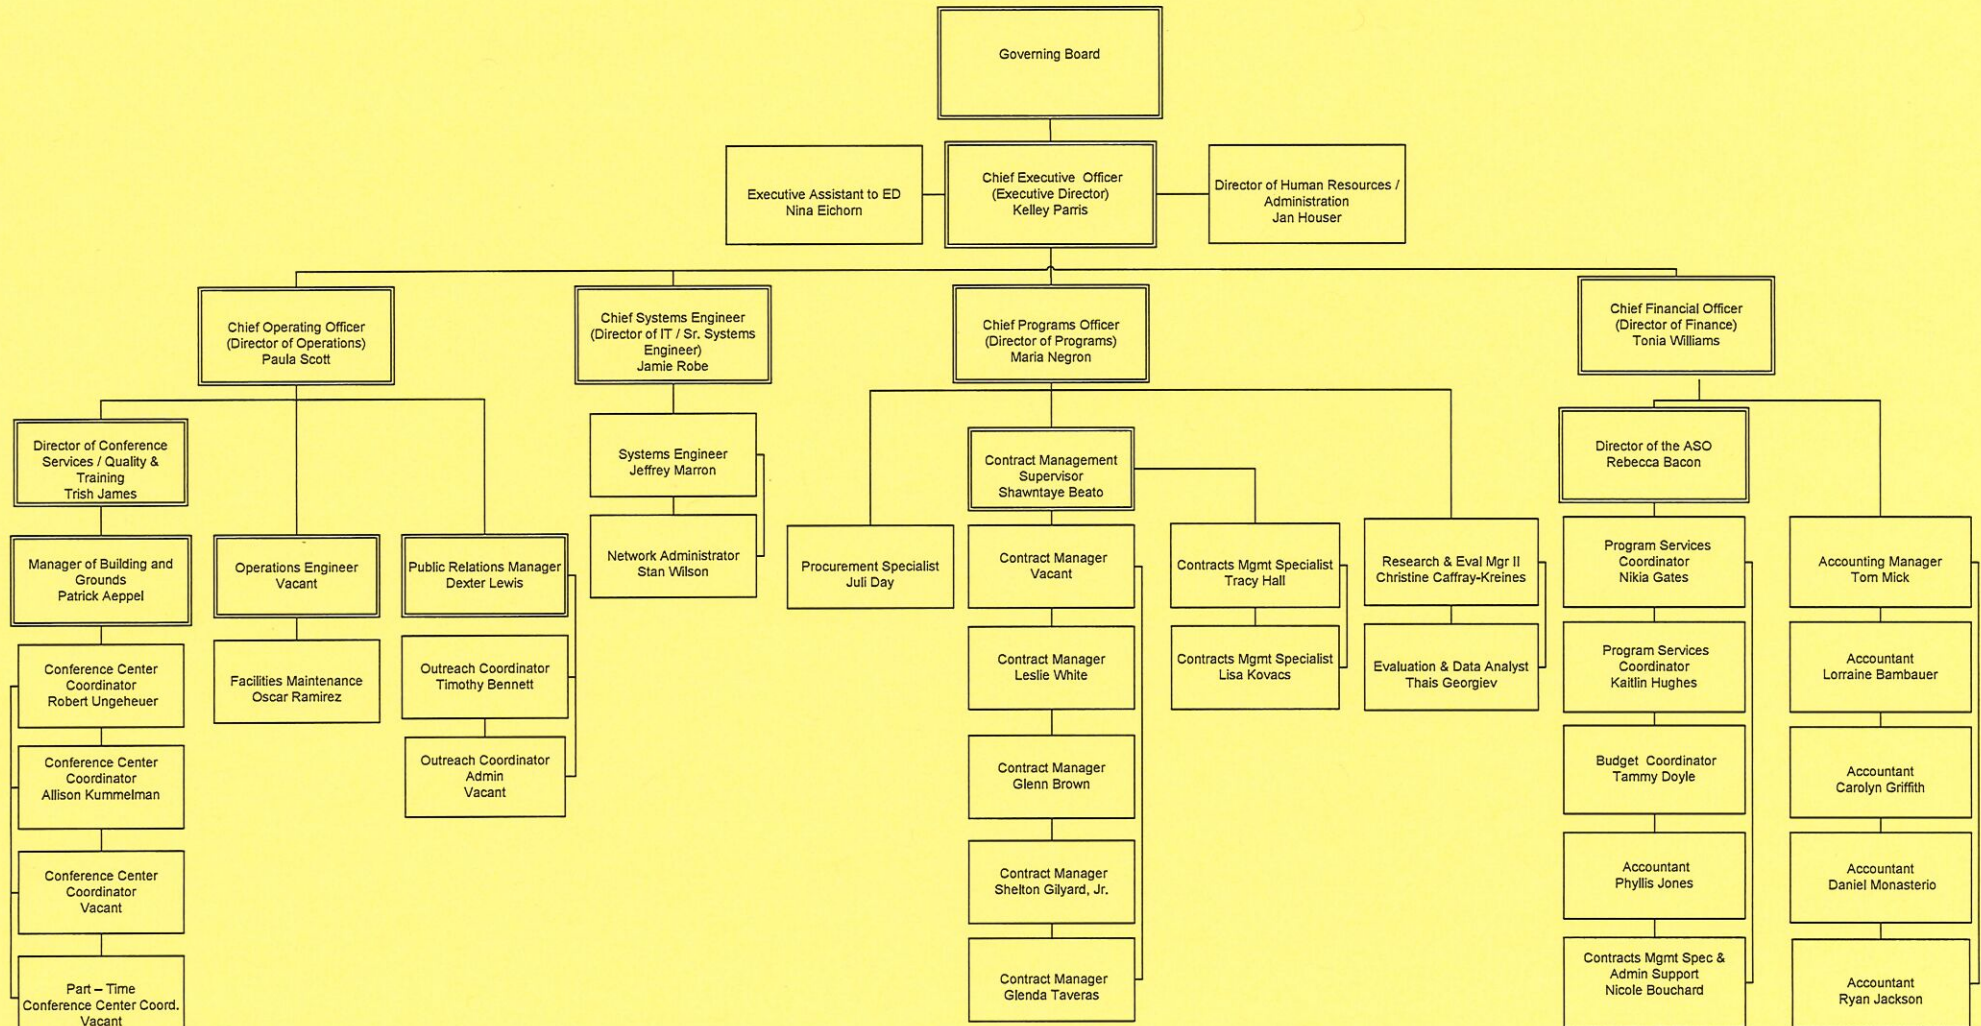 Governing Board
Executive Assistant to ED
Nina Eichorn
Chief Executive Officer
(Executive Director)
Kelley Parris
Director of Human Resources /
Administration
Jan Houser
Chief Operating Officer
(Director of Operations)
Paula Scott
Chief Systems Engineer
(Director of IT / Sr. Systems
Engineer)
Jamie Robe
Chief Programs Officer
(Director of Programs)
Maria Negron
Chief Financial Officer
(Director of Finance)
Tonia Williams
Director of Conference
Services / Quality &
Training
Trish James
Manager of Building and
Grounds
Patrick Aeppel
Conference Center
Coordinator
Robert Ungeheuer
Conference Center
Coordinator
Allison Kummelman
Conference Center
Coordinator
Vacant
Part – Time
Conference Center Coord.
Vacant
Operations Engineer
Vacant
Facilities Maintenance
Oscar Ramirez
Public Relations Manager
Dexter Lewis
Outreach Coordinator
Timothy Bennett
Outreach Coordinator
Admin
Vacant
Systems Engineer
Jeffrey Marron
Network Administrator
Stan Wilson
Procurement Specialist
Juli Day
Contract Management
Supervisor
Shawntaye Beato
Contract Manager
Vacant
Contract Manager
Leslie White
Contract Manager
Glenn Brown
Contract Manager
Shelton Gilyard, Jr.
Contract Manager
Glenda Taveras
Contracts Mgmt Specialist
Tracy Hall
Contracts Mgmt Specialist
Lisa Kovacs
Research & Eval Mgr II
Christine Caffray-Kreines
Evaluation & Data Analyst
Thais Georgiev
Director of the ASO
Rebecca Bacon
Program Services
Coordinator
Nikia Gates
Program Services
Coordinator
Kaitlin Hughes
Budget Coordinator
Tammy Doyle
Accountant
Phyllis Jones
Contracts Mgmt Spec &
Admin Support
Nicole Bouchard
Accounting Manager
Tom Mick
Accountant
Lorraine Bambauer
Accountant
Carolyn Griffith
Accountant
Daniel Monasterio
Accountant
Ryan Jackson